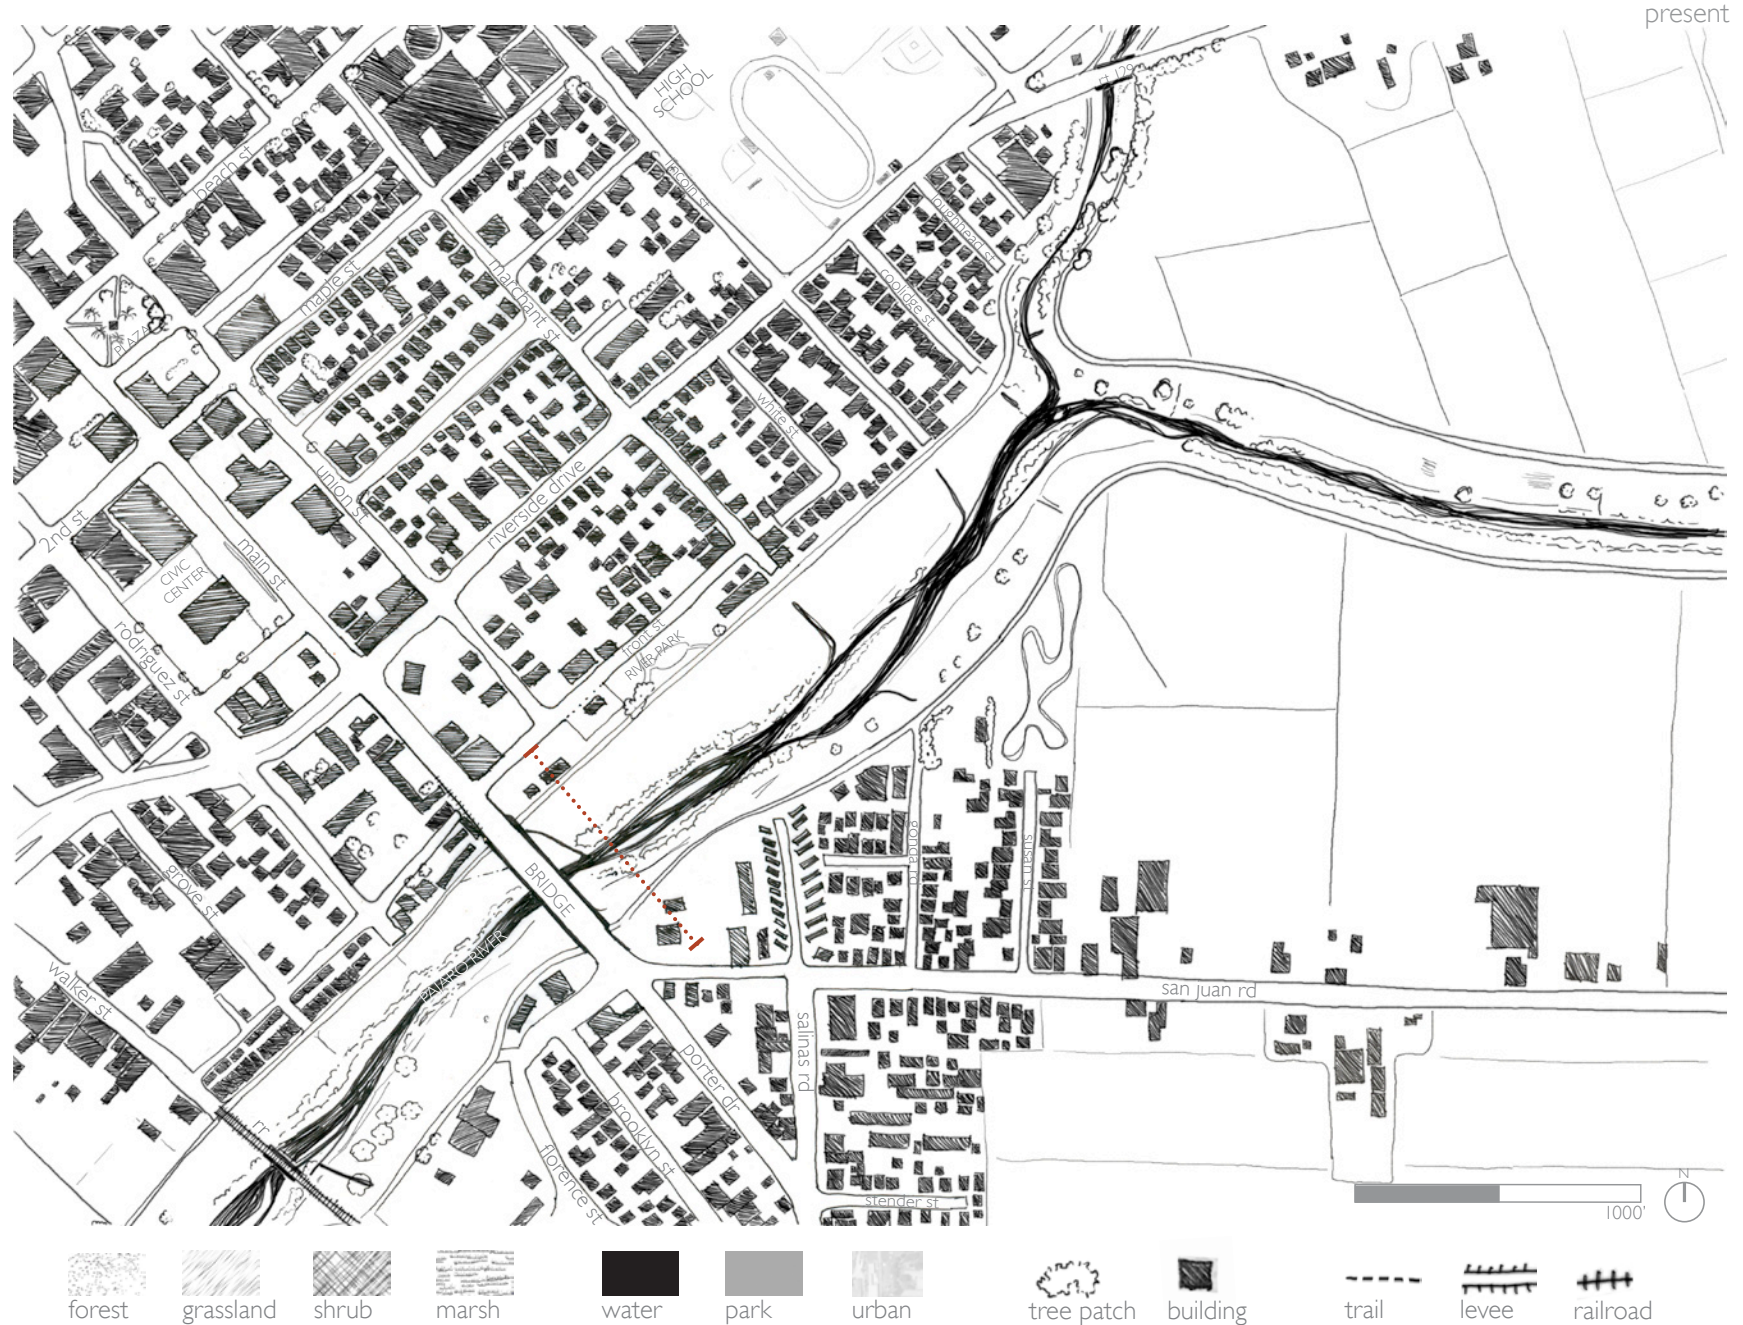 present
rt 129
HIGH
SCHOOL
lincoln st
beach st
loughhead st
marchant st
maple st
coolidge st
PLAZA
white st
union st
riverside drive
2nd st
main st
CIVIC
CENTER
rodriguez st
front st
RIVER PARK
BRIDGE
gonda rd
susan st
grove st
PAJARO RIVER
walker st
san juan rd
salinas rd
porter dr
brooklyn st
rr
florence st
stender st
N
1000'
forest
grassland
shrub
marsh
water
park
urban
tree patch
building
trail
levee
railroad